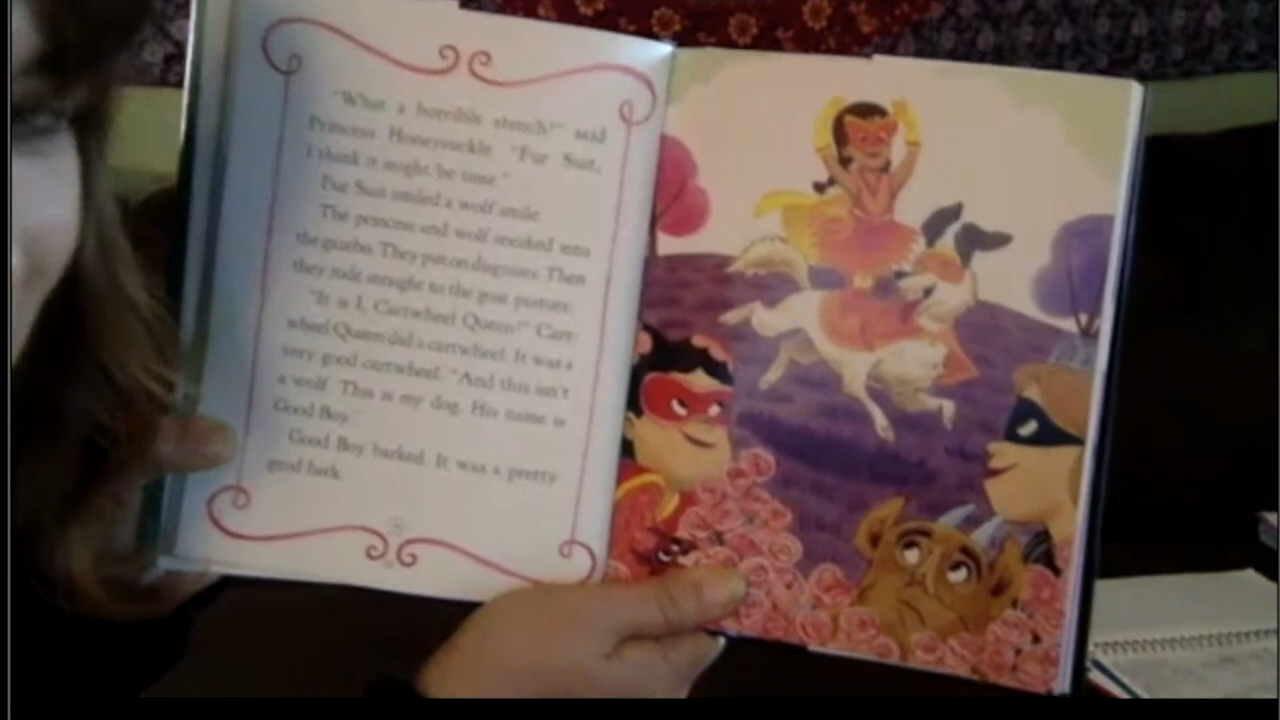 "What a horrible stench!" said
Princess Honeysuckle. "Fur Suit,
I think it might be time."
Fur Suit smiled a wolf smile.
The princess and wolf sneaked into
the gazebo. They put on disguises. Then
they rode straight to the goat pasture.
"It is I, Cartwheel Queen!" Cart-
wheel Queen did a cartwheel. It was a
very good cartwheel. "And this isn't
a wolf. This is my dog. His name is
Good Boy.
Good Boy barked. It was a pretty
good bark.